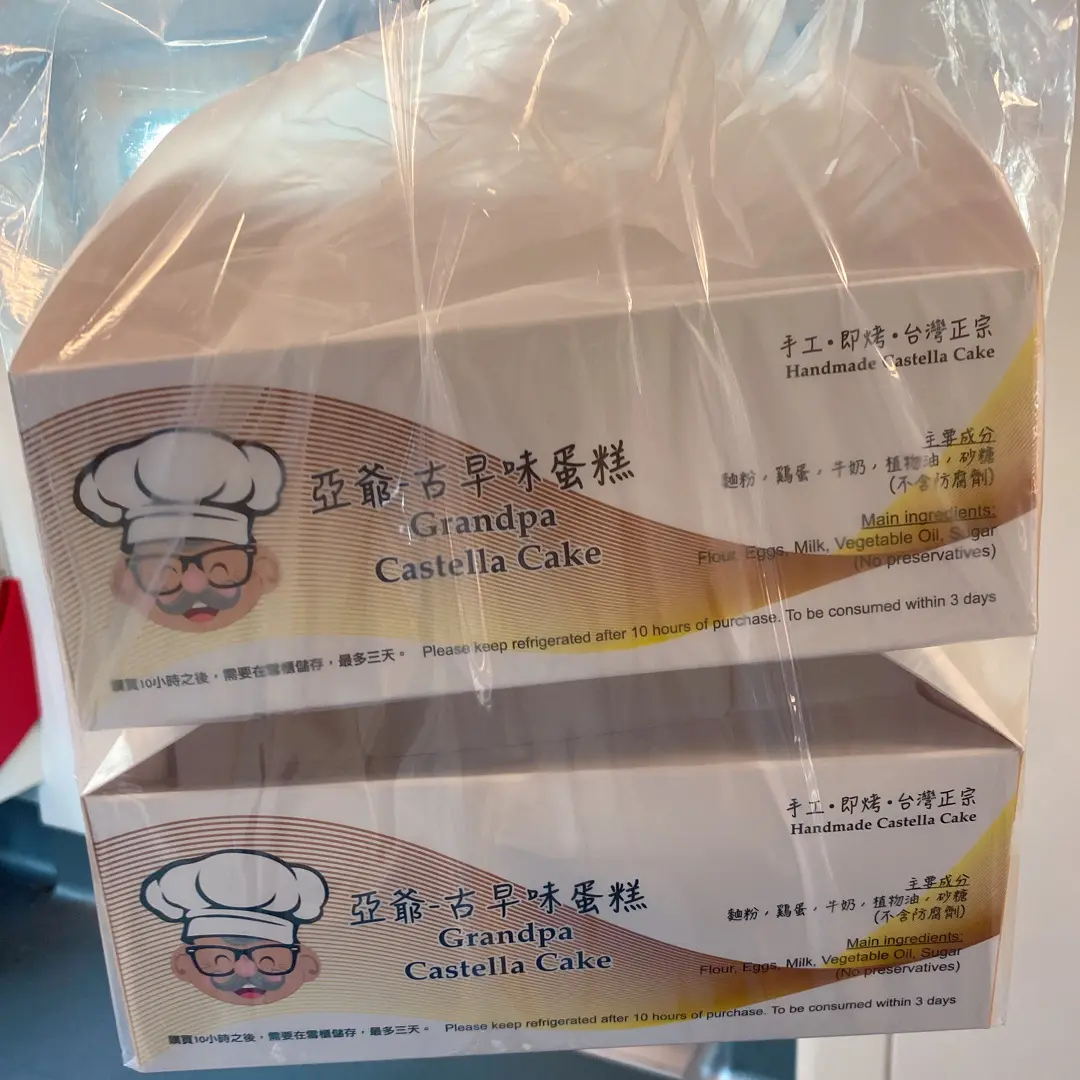 手工•即烤•台灣正宗
Handmade Castella Cake
主要成分
麵粉，鷄蛋，牛奶，植物油，砂糖
(不含防腐劑)
亞爺-古早味蛋糕
Grandpa
Castella Cake
Main ingredients:
Flour, Eggs, Milk, Vegetable Oil, Sugar
(No preservatives)
購買10小時之後，需要在雪櫃儲存，最多三天。 Please keep refrigerated after 10 hours of purchase. To be consumed within 3 days
手工•即烤•台灣正宗
Handmade Castella Cake
主要成分
麵粉，鷄蛋，牛奶，植物油，砂糖
(不含防腐劑)
亞爺-古早味蛋糕
Grandpa
Castella Cake
Main ingredients:
Flour, Eggs, Milk, Vegetable Oil, Sugar
(No preservatives)
購買10小時之後，需要在雪櫃儲存，最多三天。 Please keep refrigerated after 10 hours of purchase. To be consumed within 3 days